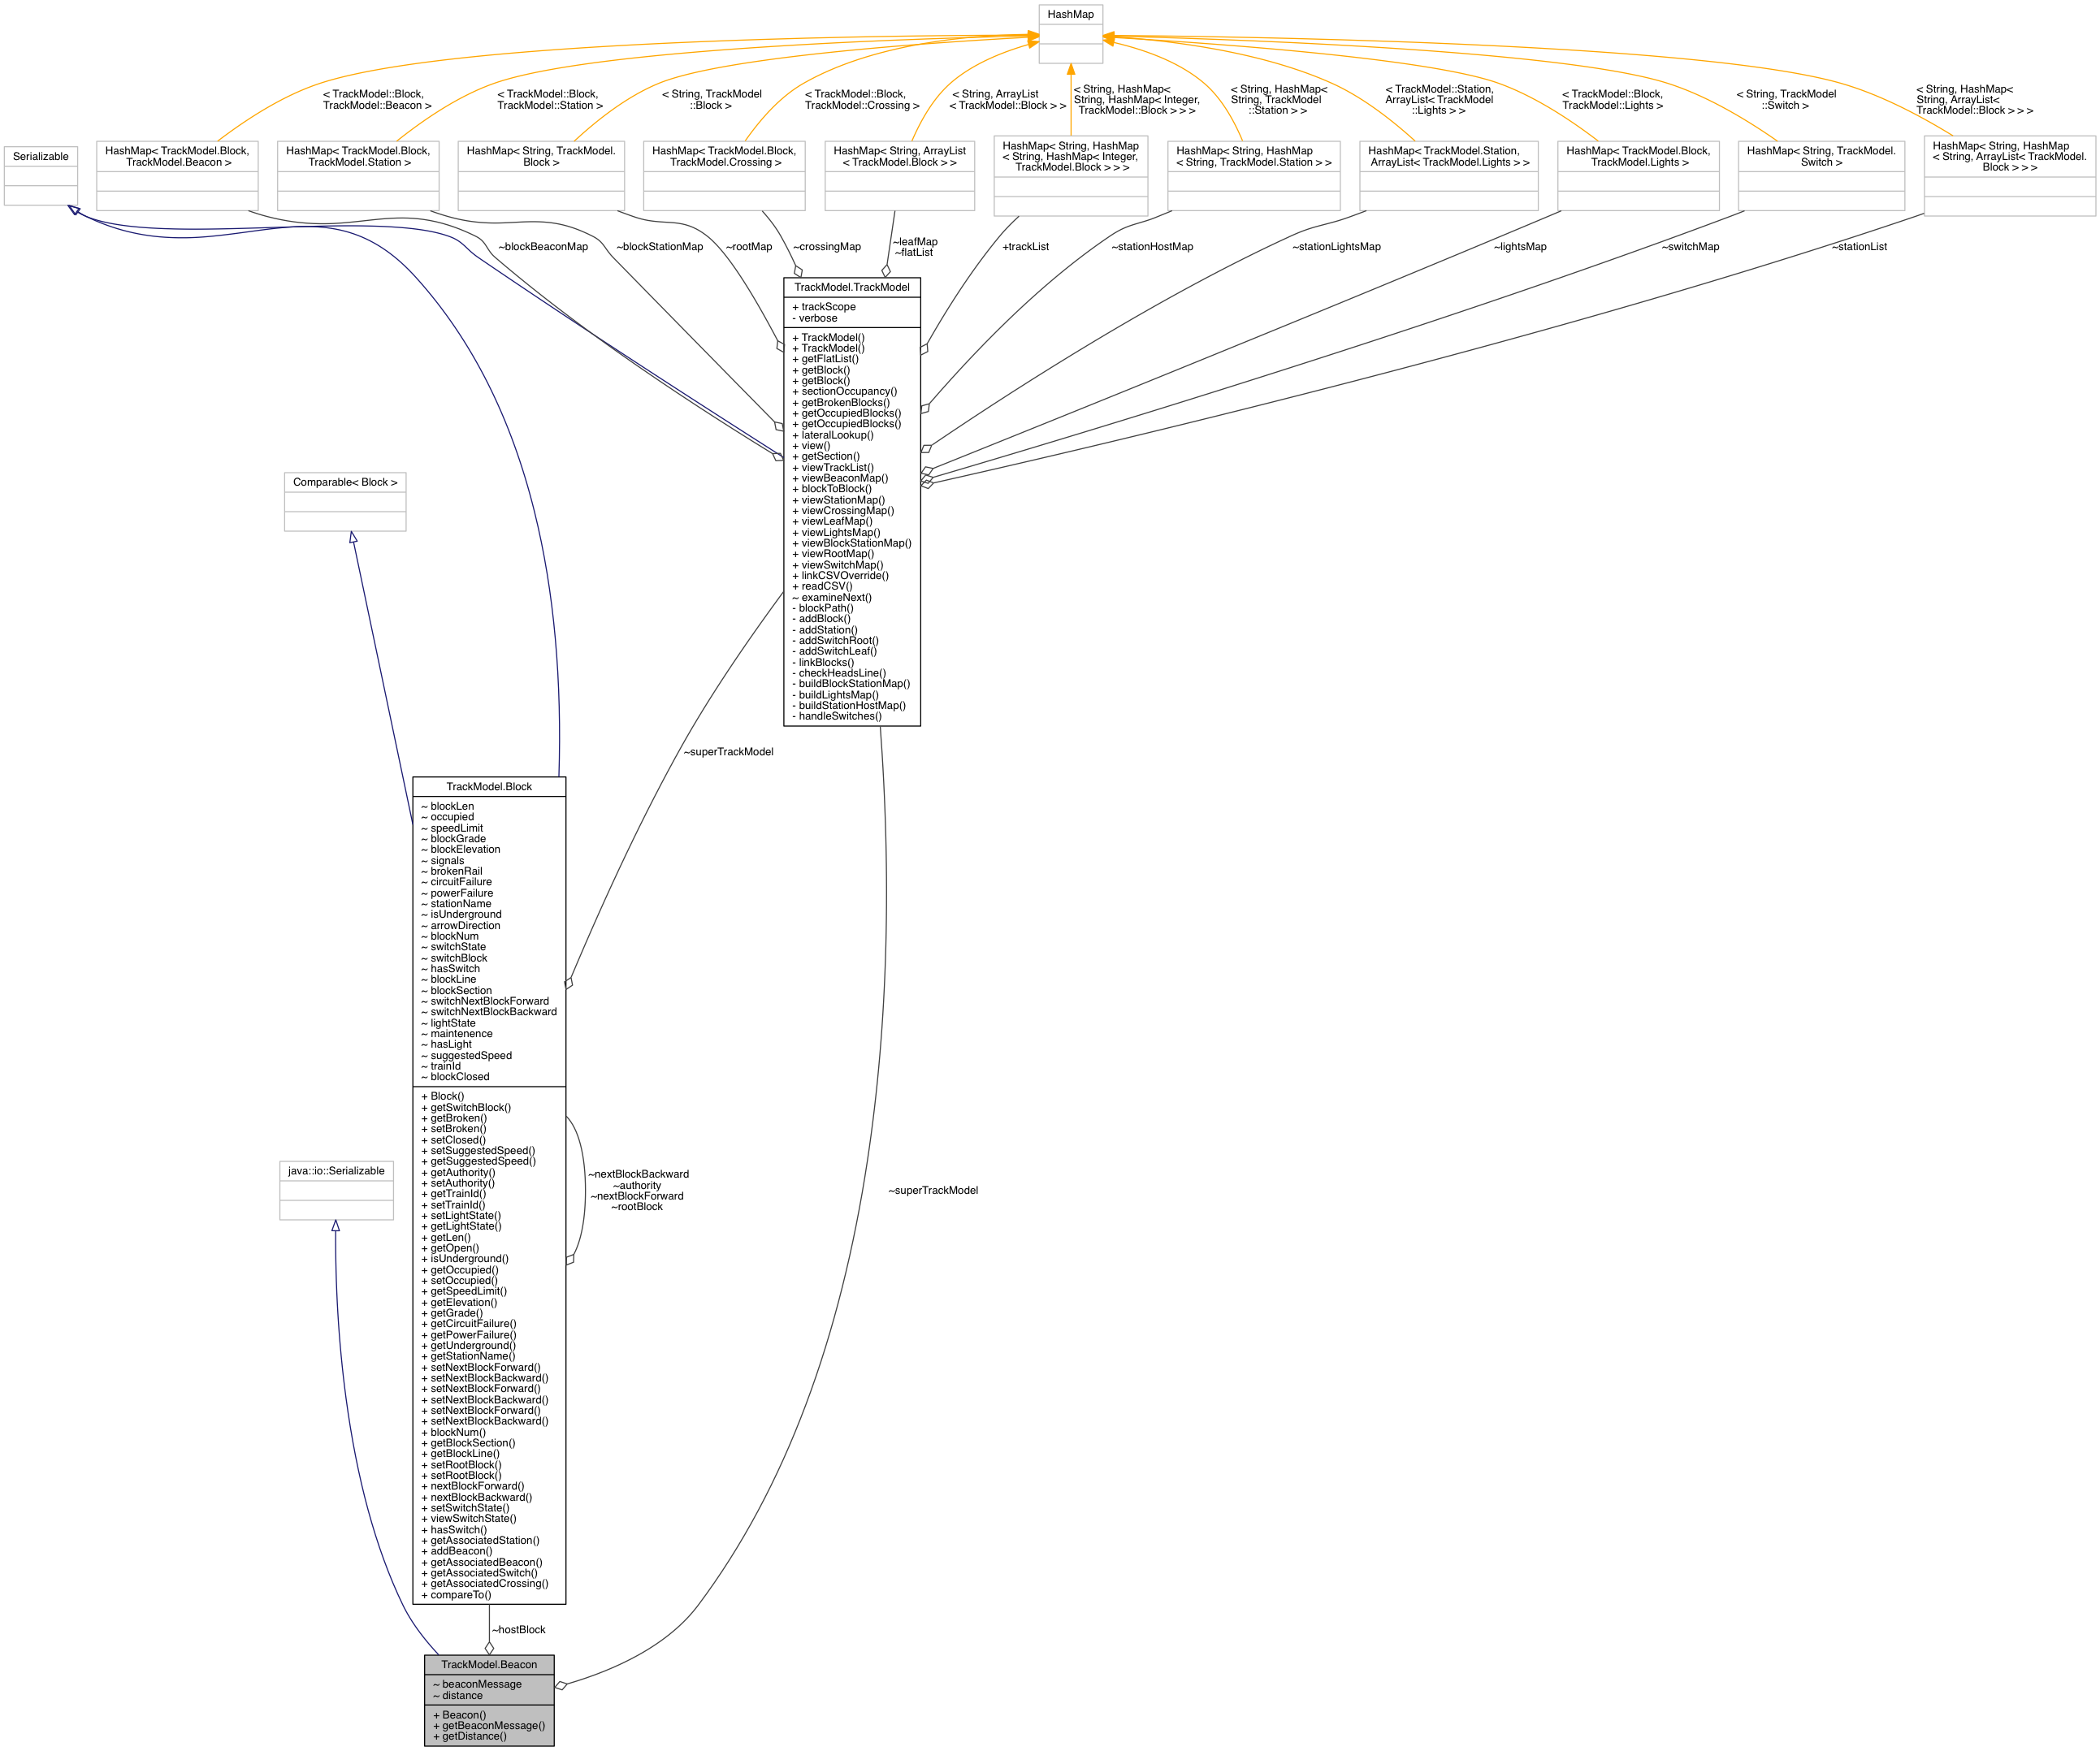 HashMap
< TrackModel::Block,
TrackModel::Beacon >
< TrackModel::Block,
TrackModel::Station >
< String, TrackModel
::Block >
< TrackModel::Block,
TrackModel::Crossing >
< String, ArrayList
< TrackModel::Block > >
< String, HashMap<
String, HashMap< Integer,
TrackModel::Block > > >
< String, HashMap<
String, TrackModel
::Station > >
< TrackModel::Station,
ArrayList< TrackModel
::Lights > >
< TrackModel::Block,
TrackModel::Lights >
< String, TrackModel
::Switch >
< String, HashMap<
String, ArrayList<
TrackModel::Block > > >
Serializable
HashMap< TrackModel.Block,
TrackModel.Beacon >
HashMap< TrackModel.Block,
TrackModel.Station >
HashMap< String, TrackModel.
Block >
HashMap< TrackModel.Block,
TrackModel.Crossing >
HashMap< String, ArrayList
< TrackModel.Block > >
HashMap< String, HashMap
< String, HashMap< Integer,
TrackModel.Block > > >
HashMap< String, HashMap
< String, TrackModel.Station > >
HashMap< TrackModel.Station,
ArrayList< TrackModel.Lights > >
HashMap< TrackModel.Block,
TrackModel.Lights >
HashMap< String, TrackModel.
Switch >
HashMap< String, HashMap
< String, ArrayList< TrackModel.
Block > > >
~blockBeaconMap
~blockStationMap
~rootMap
~crossingMap
~leafMap
~flatList
+trackList
~stationHostMap
~stationLightsMap
~lightsMap
~switchMap
~stationList
TrackModel.TrackModel
+ trackScope
- verbose
+ TrackModel()
+ TrackModel()
+ getFlatList()
+ getBlock()
+ getBlock()
+ sectionOccupancy()
+ getBrokenBlocks()
+ getOccupiedBlocks()
+ getOccupiedBlocks()
+ lateralLookup()
+ view()
+ getSection()
+ viewTrackList()
+ viewBeaconMap()
+ blockToBlock()
+ viewStationMap()
+ viewCrossingMap()
+ viewLeafMap()
+ viewLightsMap()
+ viewBlockStationMap()
+ viewRootMap()
+ viewSwitchMap()
+ linkCSVOverride()
+ readCSV()
~ examineNext()
- blockPath()
- addBlock()
- addStation()
- addSwitchRoot()
- addSwitchLeaf()
- linkBlocks()
- checkHeadsLine()
- buildBlockStationMap()
- buildLightsMap()
- buildStationHostMap()
- handleSwitches()
Comparable< Block >
~superTrackModel
TrackModel.Block
~ blockLen
~ occupied
~ speedLimit
~ blockGrade
~ blockElevation
~ signals
~ brokenRail
~ circuitFailure
~ powerFailure
~ stationName
~ isUnderground
~ arrowDirection
~ blockNum
~ switchState
~ switchBlock
~ hasSwitch
~ blockLine
~ blockSection
~ switchNextBlockForward
~ switchNextBlockBackward
~ lightState
~ maintenence
~ hasLight
~ suggestedSpeed
~ trainId
~ blockClosed
+ Block()
+ getSwitchBlock()
+ getBroken()
+ setBroken()
+ setClosed()
+ setSuggestedSpeed()
+ getSuggestedSpeed()
+ getAuthority()
+ setAuthority()
+ getTrainId()
+ setTrainId()
+ setLightState()
+ getLightState()
+ getLen()
+ getOpen()
+ isUnderground()
+ getOccupied()
+ setOccupied()
+ getSpeedLimit()
+ getElevation()
+ getGrade()
+ getCircuitFailure()
+ getPowerFailure()
+ getUnderground()
+ getStationName()
+ setNextBlockForward()
+ setNextBlockBackward()
+ setNextBlockForward()
+ setNextBlockBackward()
+ setNextBlockForward()
+ setNextBlockBackward()
+ blockNum()
+ getBlockSection()
+ getBlockLine()
+ setRootBlock()
+ setRootBlock()
+ nextBlockForward()
+ nextBlockBackward()
+ setSwitchState()
+ viewSwitchState()
+ hasSwitch()
+ getAssociatedStation()
+ addBeacon()
+ getAssociatedBeacon()
+ getAssociatedSwitch()
+ getAssociatedCrossing()
+ compareTo()
java::io::Serializable
~nextBlockBackward
~authority
~nextBlockForward
~rootBlock
~superTrackModel
~hostBlock
TrackModel.Beacon
~ beaconMessage
~ distance
+ Beacon()
+ getBeaconMessage()
+ getDistance()